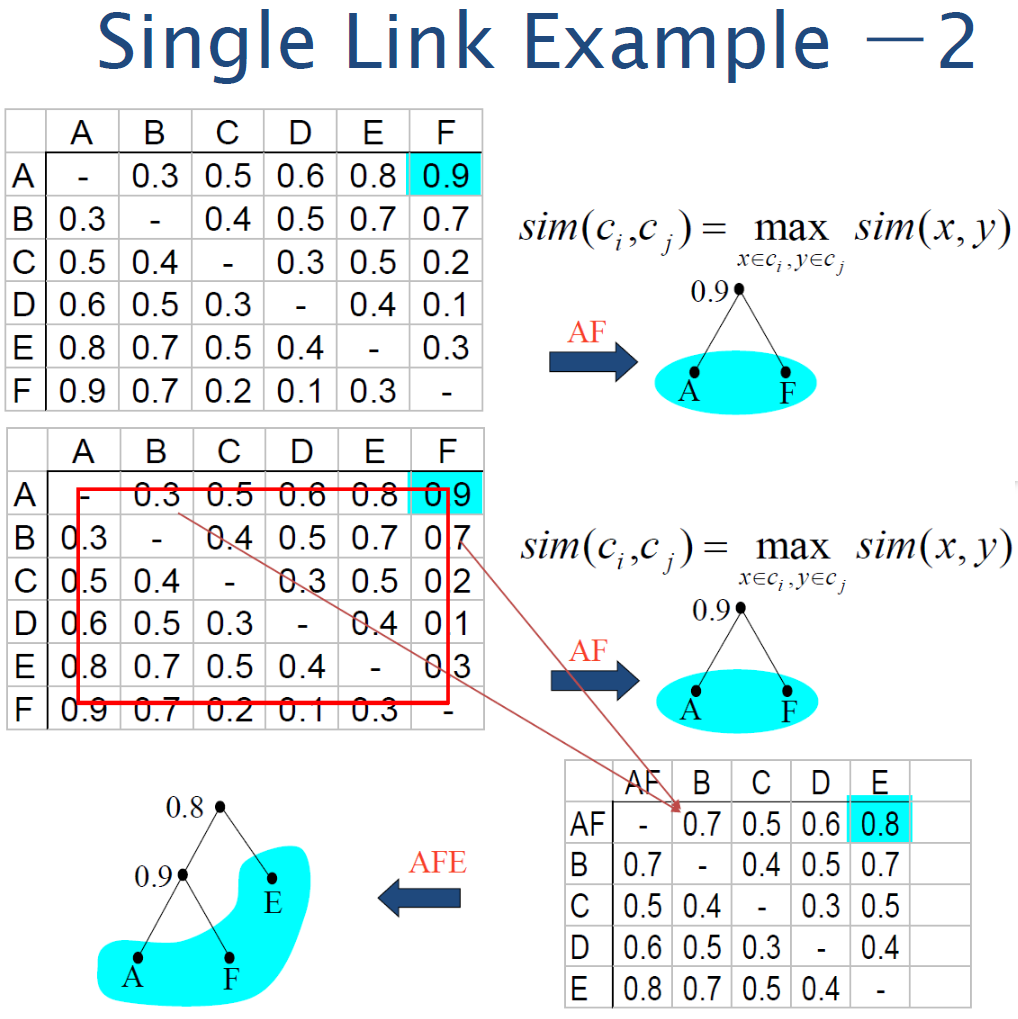 Single Link Example －2
A B C D E F
A - 0.3 0.5 0.6 0.8 0.9
B 0.3 - 0.4 0.5 0.7 0.7
C 0.5 0.4 - 0.3 0.5 0.2
D 0.6 0.5 0.3 - 0.4 0.1
E 0.8 0.7 0.5 0.4 - 0.3
F 0.9 0.7 0.2 0.1 0.3 -
sim(c_i,c_j) = max sim(x, y)
x∈c_i,y∈c_j
0.9
AF
A F
A B C D E F
A - 0.3 0.5 0.6 0.8 0.9
B 0.3 - 0.4 0.5 0.7 0.7
C 0.5 0.4 - 0.3 0.5 0.2
D 0.6 0.5 0.3 - 0.4 0.1
E 0.8 0.7 0.5 0.4 - 0.3
F 0.9 0.7 0.2 0.1 0.3 -
sim(c_i,c_j) = max sim(x, y)
x∈c_i,y∈c_j
0.9
AF
A F
AF B C D E
AF - 0.7 0.5 0.6 0.8
B 0.7 - 0.4 0.5 0.7
C 0.5 0.4 - 0.3 0.5
D 0.6 0.5 0.3 - 0.4
E 0.8 0.7 0.5 0.4 -
AFE
0.8
0.9
E
A F